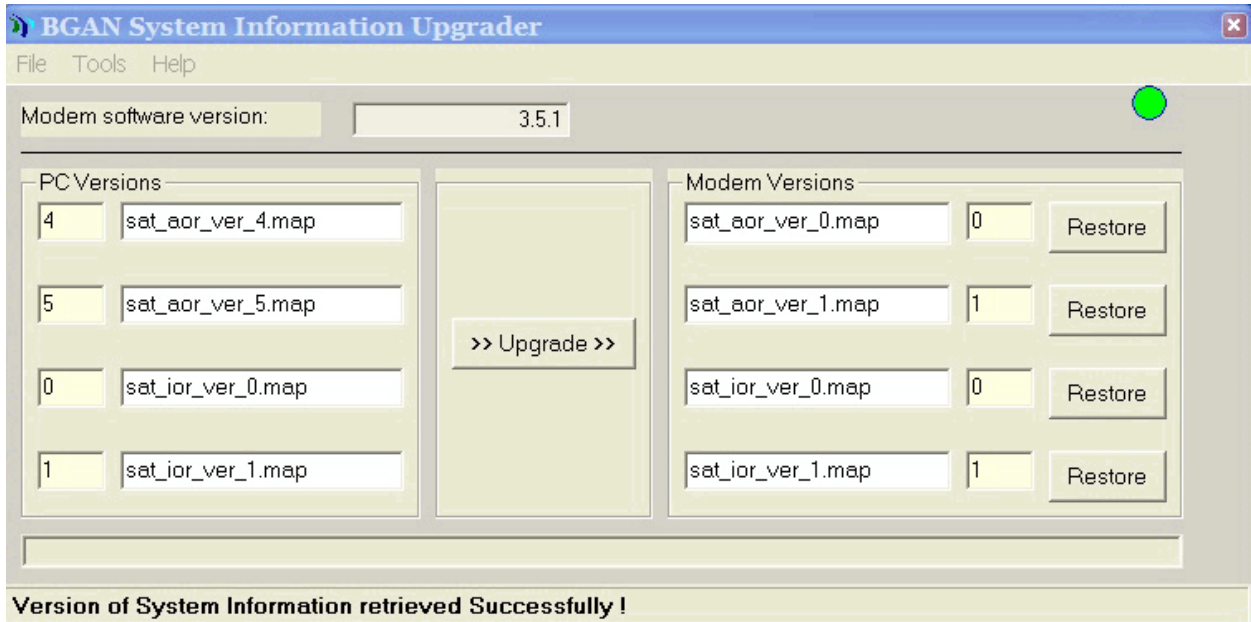 BGAN System Information Upgrader
File Tools Help
Modem software version: 3.5.1
PC Versions
4 sat_aor_ver_4.map
5 sat_aor_ver_5.map
0 sat_ior_ver_0.map
1 sat_ior_ver_1.map
>> Upgrade >>
Modem Versions
sat_aor_ver_0.map 0 Restore
sat_aor_ver_1.map 1 Restore
sat_ior_ver_0.map 0 Restore
sat_ior_ver_1.map 1 Restore
Version of System Information retrieved Successfully !